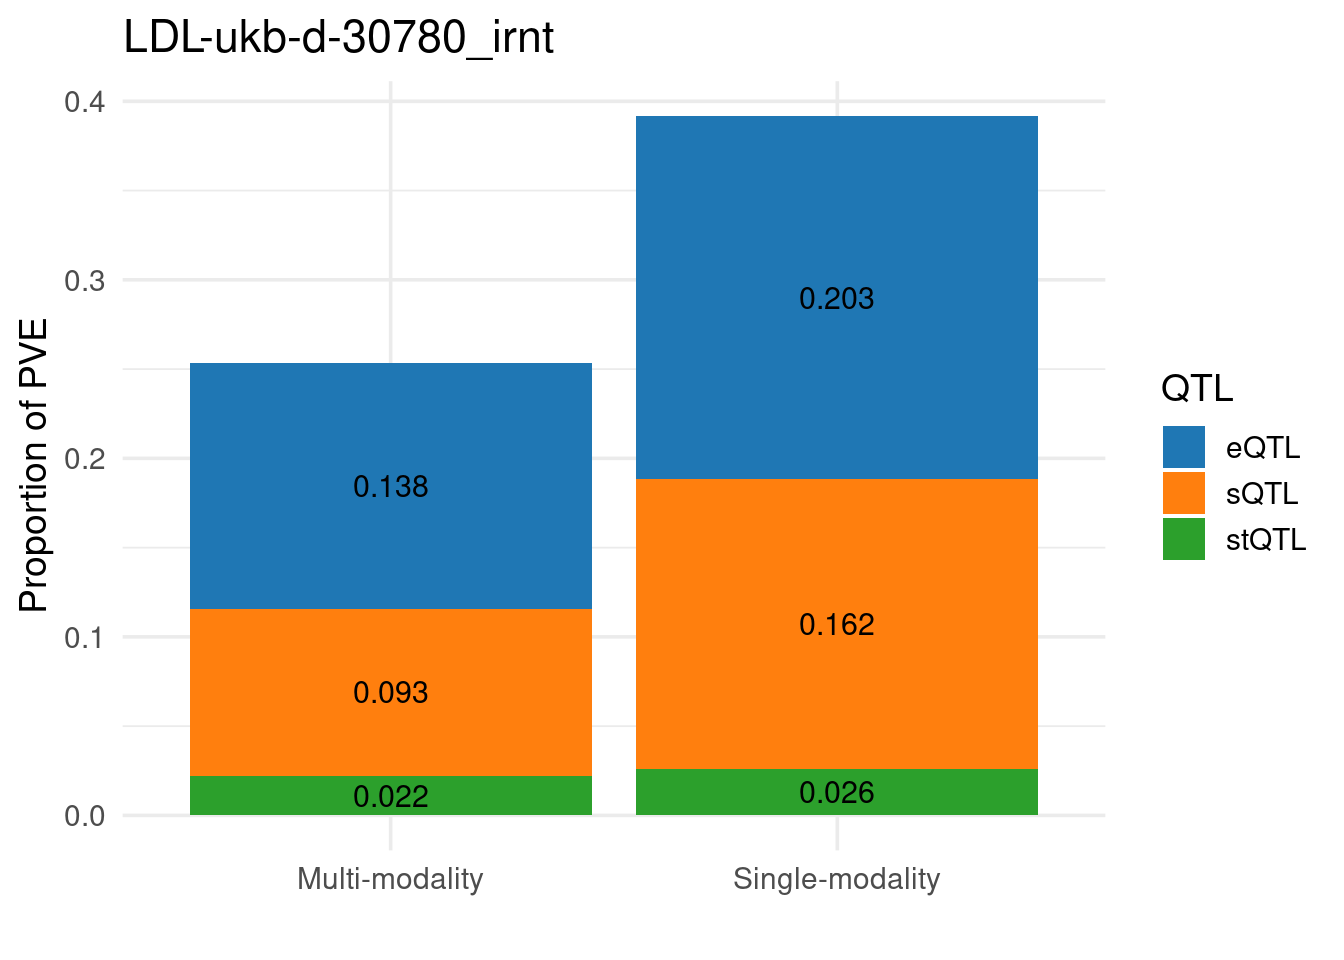 LDL-ukb-d-30780_irnt
Proportion of PVE
0.4
0.3
0.2
0.1
0.0
0.138
0.093
0.022
0.203
0.162
0.026
Multi-modality
Single-modality
QTL
eQTL
sQTL
stQTL